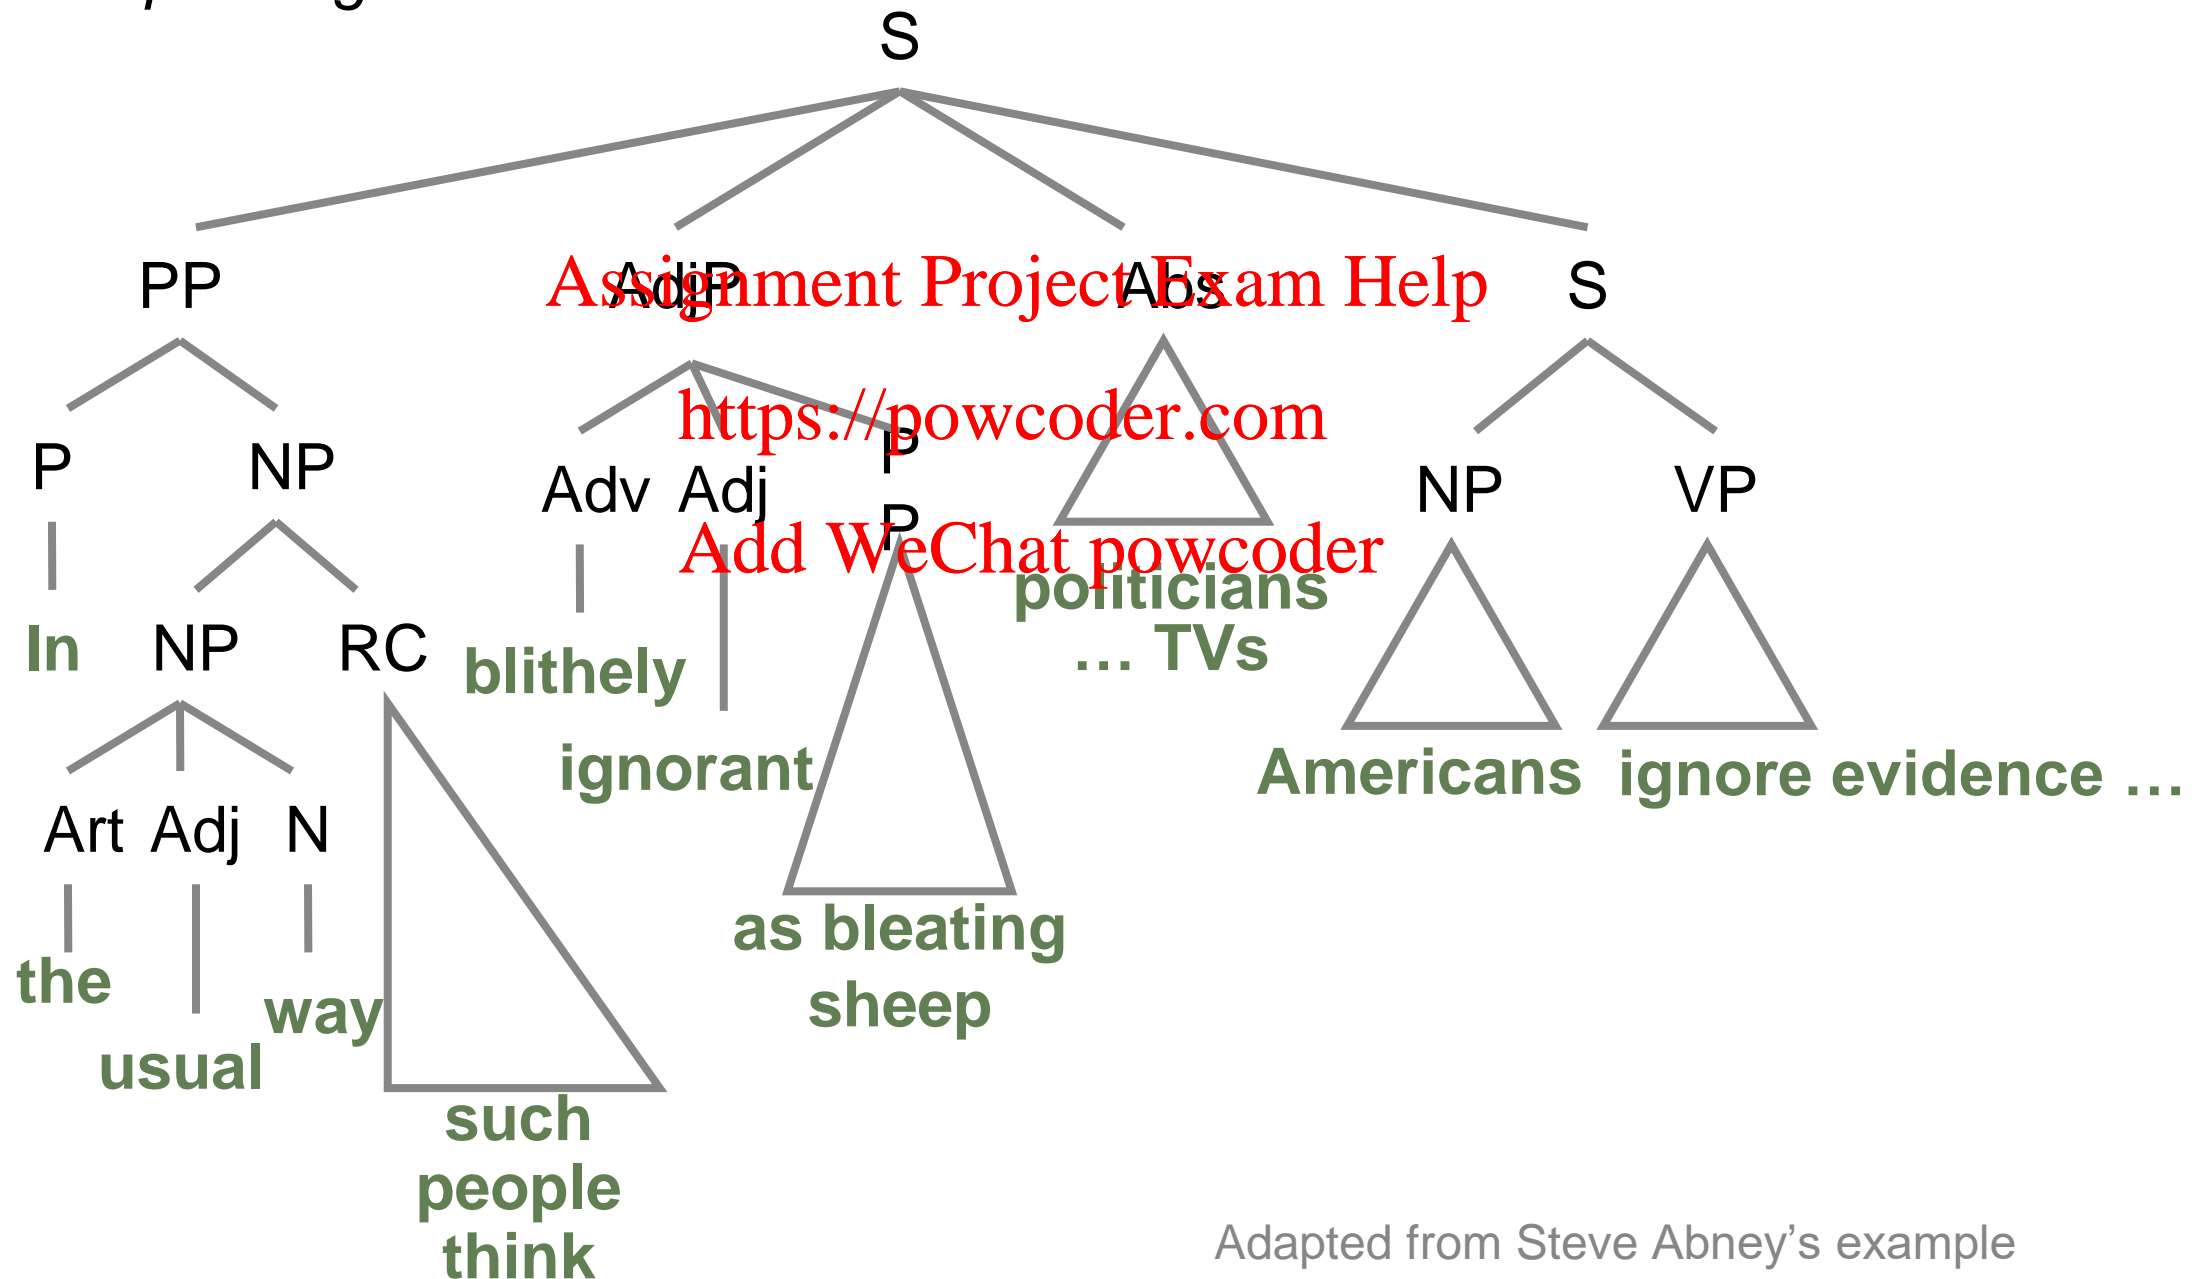 S
PP AdjP Abs S
Assignment Project Exam Help
https://powcoder.com
P NP Adv Adj P
P NP VP
Add WeChat powcoder
politicians
… TVs
In NP RC blithely
ignorant Americans ignore evidence …
Art Adj N
as bleating
sheep
the way
usual
such
people
think
Adapted from Steve Abney's example